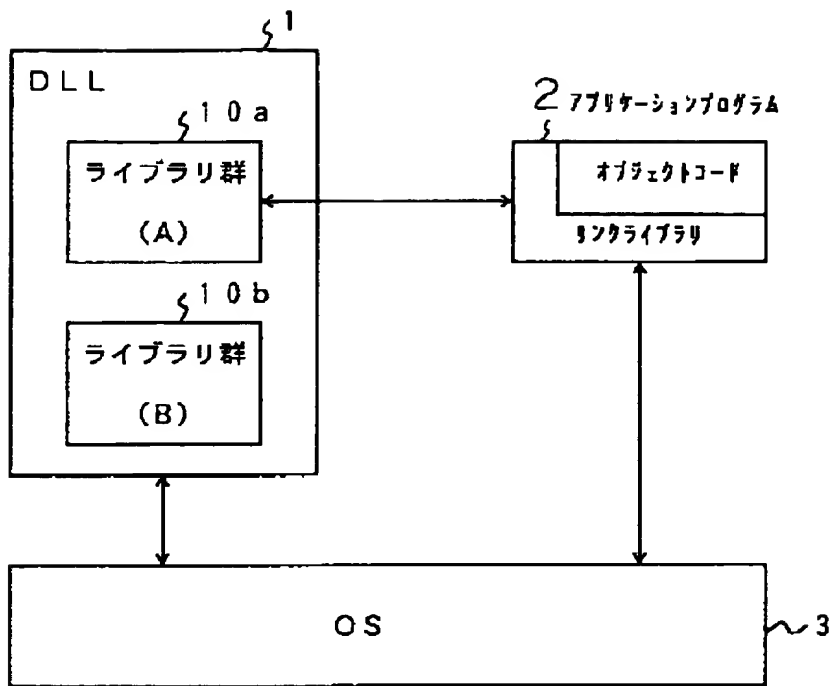 1
DLL
10a
ライブラリ群
(A)
10b
ライブラリ群
(B)
2 アプリケーションプログラム
オブジェクトコード
リンクライブラリ
OS
3